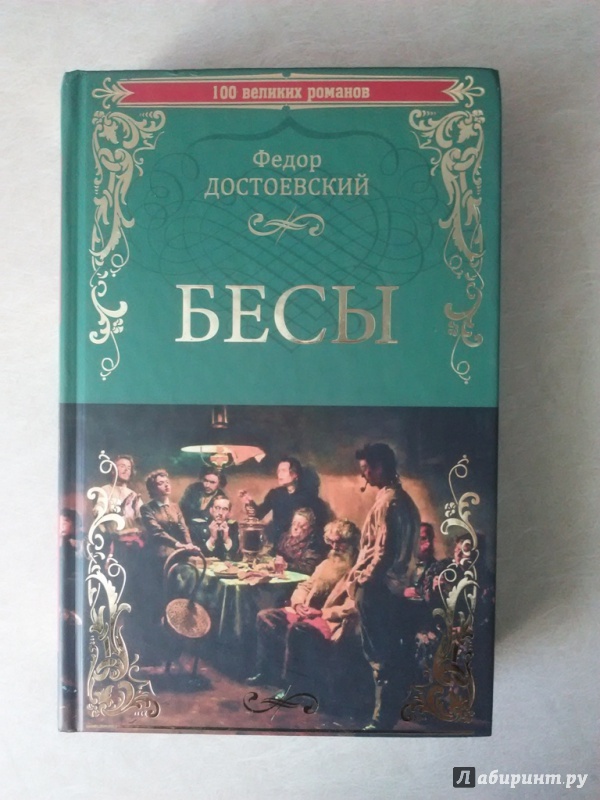 100 великих романов
Федор
ДОСТОЕВСКИЙ
БЕСЫ
Лабиринт.ру